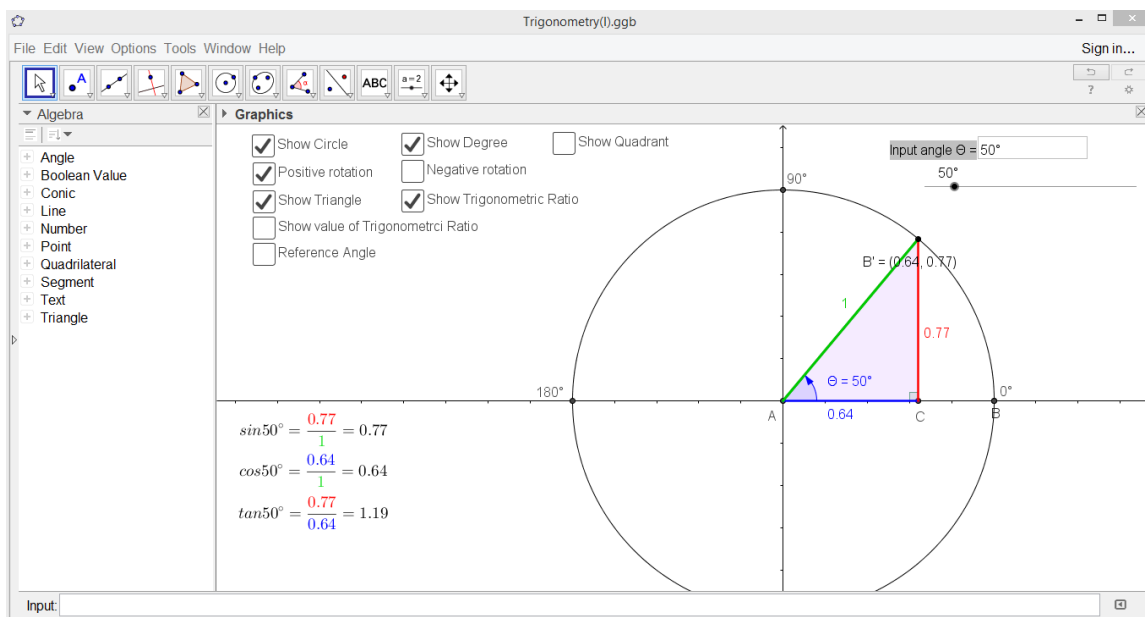 Trigonometry(I).ggb
File Edit View Options Tools Window Help
Sign in...
A
α
ABC
a=2
?
Algebra
Graphics
Angle
Boolean Value
Conic
Line
Number
Point
Quadrilateral
Segment
Text
Triangle
Show Circle
Show Degree
Show Quadrant
Positive rotation
Negative rotation
Show Triangle
Show Trigonometric Ratio
Show value of Trigonometrci Ratio
Reference Angle
Input angle Θ = 50°
50°
90°
B' = (0.64, 0.77)
1
0.77
Θ = 50°
180°
0°
A
0.64
C
B
sin50° = 0.77/1 = 0.77
cos50° = 0.64/1 = 0.64
tan50° = 0.77/0.64 = 1.19
Input: